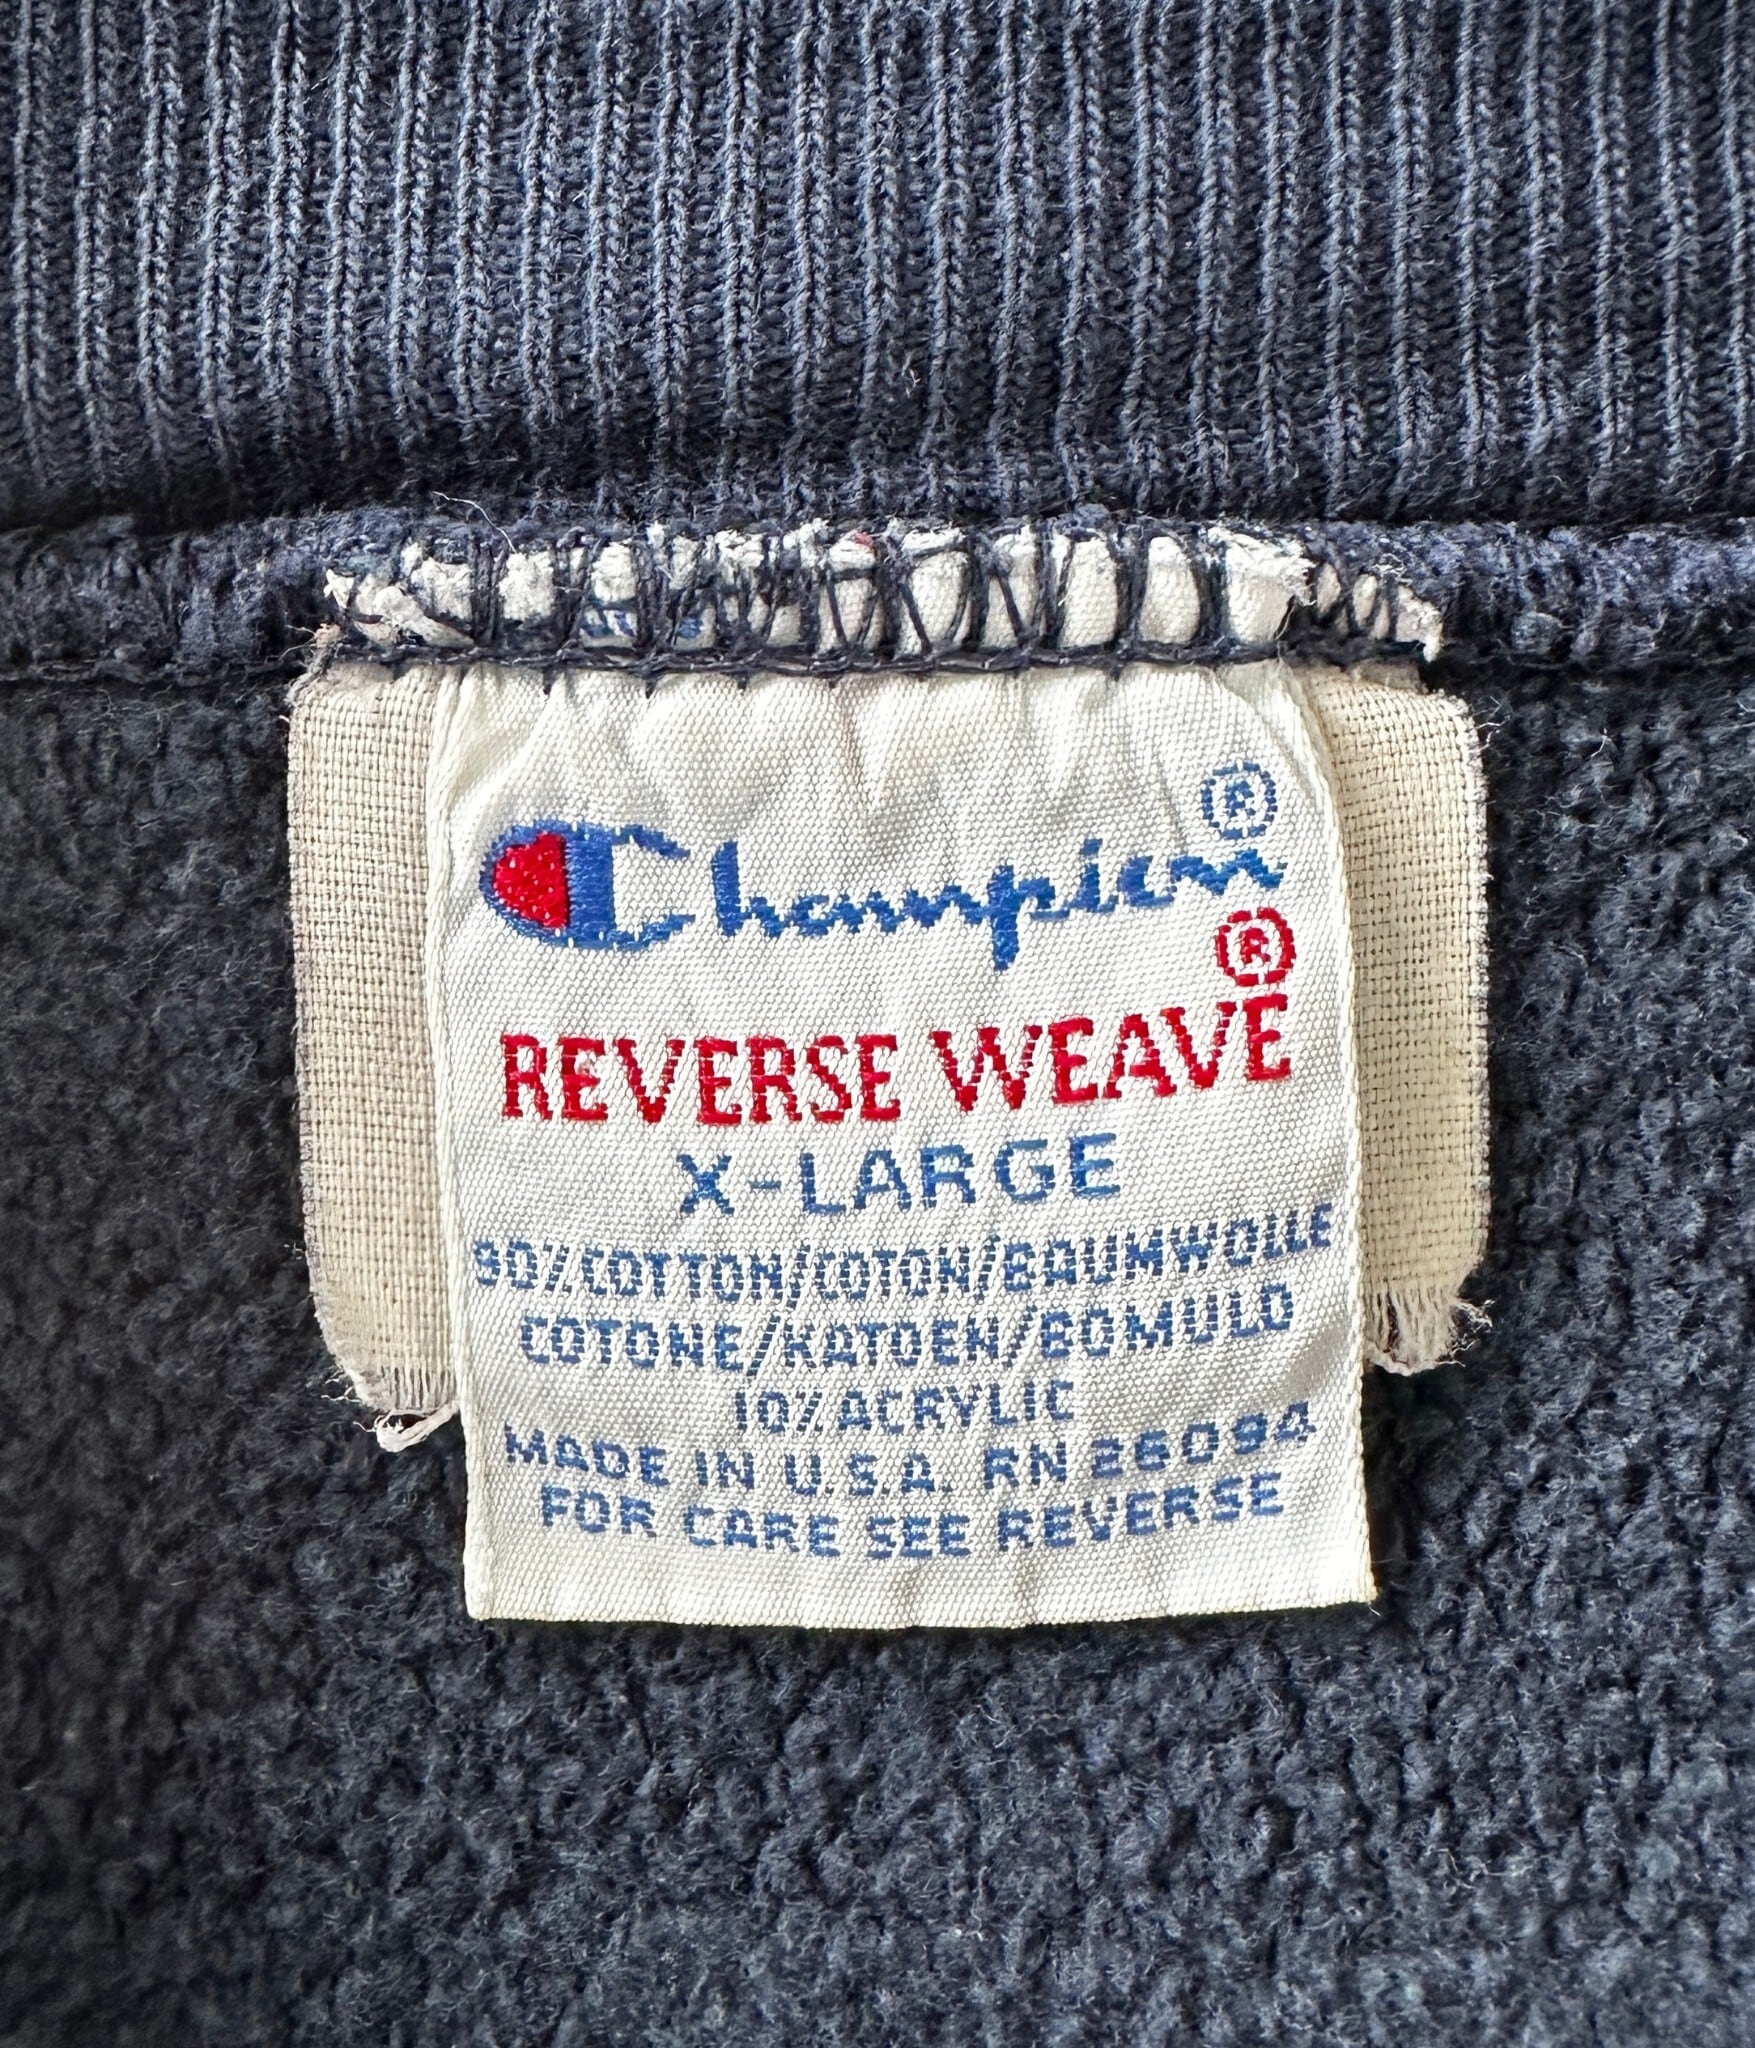 Champion®
REVERSE WEAVE®
X-LARGE
90%COTTON/COTON/BAUMWOLLE
COTONE/KATOEN/BOMULD
10%ACRYLIC
MADE IN U.S.A. RN 26094
FOR CARE SEE REVERSE